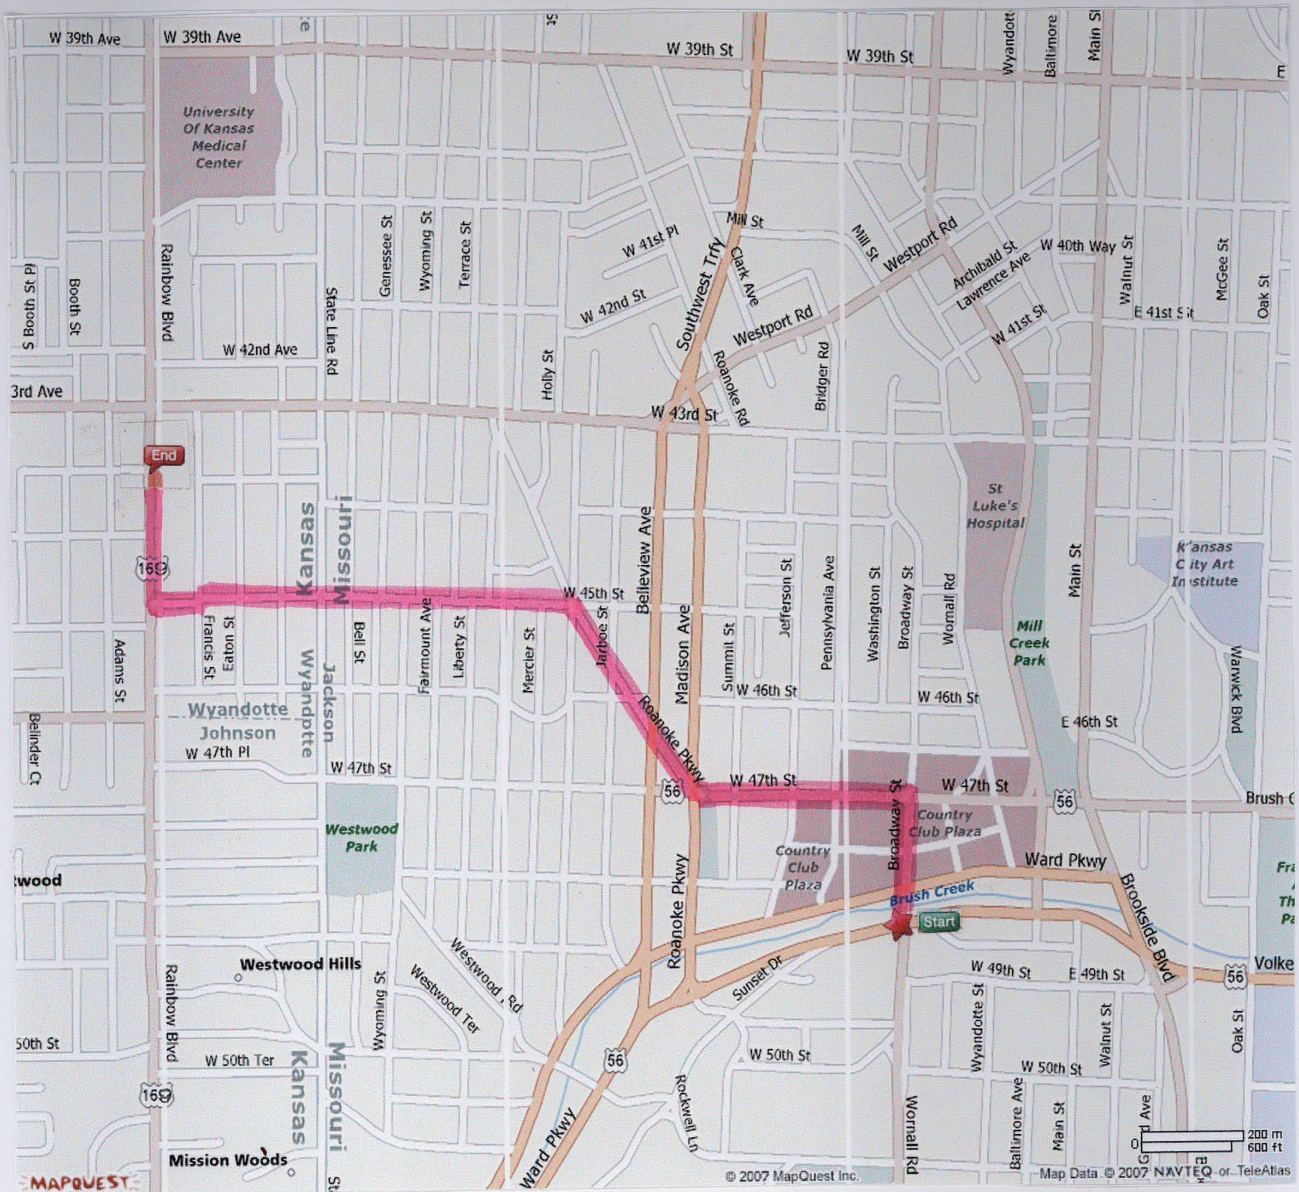 W 39th Ave
W 39th Ave
W 39th St
W 39th St
Wyandott
Baltimore
Main S
E
St
University
Of Kansas
Medical
Center
Mill St
Mill St
W 41st Pl
Southwest Trfy
Clark Ave
Westport Rd
Archibald St
Lawrence Ave
W 40th Way
Walnut St
McGee St
Oak St
S Booth St Pl
Booth St
Rainbow Blvd
State Line Rd
Genessee St
Wyoming St
Terrace St
W 42nd St
Westport Rd
W 41st St
E 41st St
W 42nd Ave
Holly St
Roanoke Rd
Bridger Rd
3rd Ave
W 43rd St
End
Kansas
Missouri
St
Luke's
Hospital
Belleview Ave
Main St
Kansas
City Art
Institute
169
W 45th St
Jefferson St
Pennsylvania Ave
Washington St
Broadway St
Wornall Rd
Adams St
Francis St
Eaton St
Bell St
Fairmount Ave
Liberty St
Mercier St
Jarboe St
Madison Ave
Summit St
Mill
Creek
Park
Warwick Blvd
Wyandotte
Jackson
W 46th St
W 46th St
E 46th St
Wyandotte
Johnson
Belinder Ct
Roanoke Pkwy
W 47th Pl
W 47th St
W 47th St
W 47th St
56
56
Brush C
Westwood
Park
Broadway St
Country
Club Plaza
Country
Club
Plaza
Ward Pkwy
twood
Roanoke Pkwy
Brush Creek
Brookside Blvd
Fra
Th
Pa
Start
Westwood Hills
Westwood Rd
Westwood Ter
Wyoming St
Sunset Dr
W 49th St
E 49th St
56
Volke
Rainbow Blvd
Wyandotte St
Walnut St
Oak St
50th St
W 50th Ter
Kansas
Missouri
56
W 50th St
W 50th St
169
Rockwell Ln
Wornall Rd
Baltimore Ave
Main St
Ward Pkwy
Mission Woods
0
200 m
600 ft
MAPQUEST
St
© 2007 MapQuest Inc.
Map Data © 2007 NAVTEQ or TeleAtlas